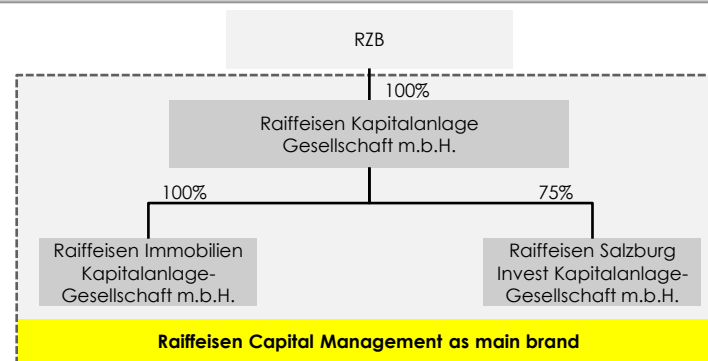 RZB
100%
Raiffeisen Kapitalanlage
Gesellschaft m.b.H.
100%
75%
Raiffeisen Immobilien
Kapitalanlage-
Gesellschaft m.b.H.
Raiffeisen Salzburg
Invest Kapitalanlage-
Gesellschaft m.b.H.
Raiffeisen Capital Management as main brand